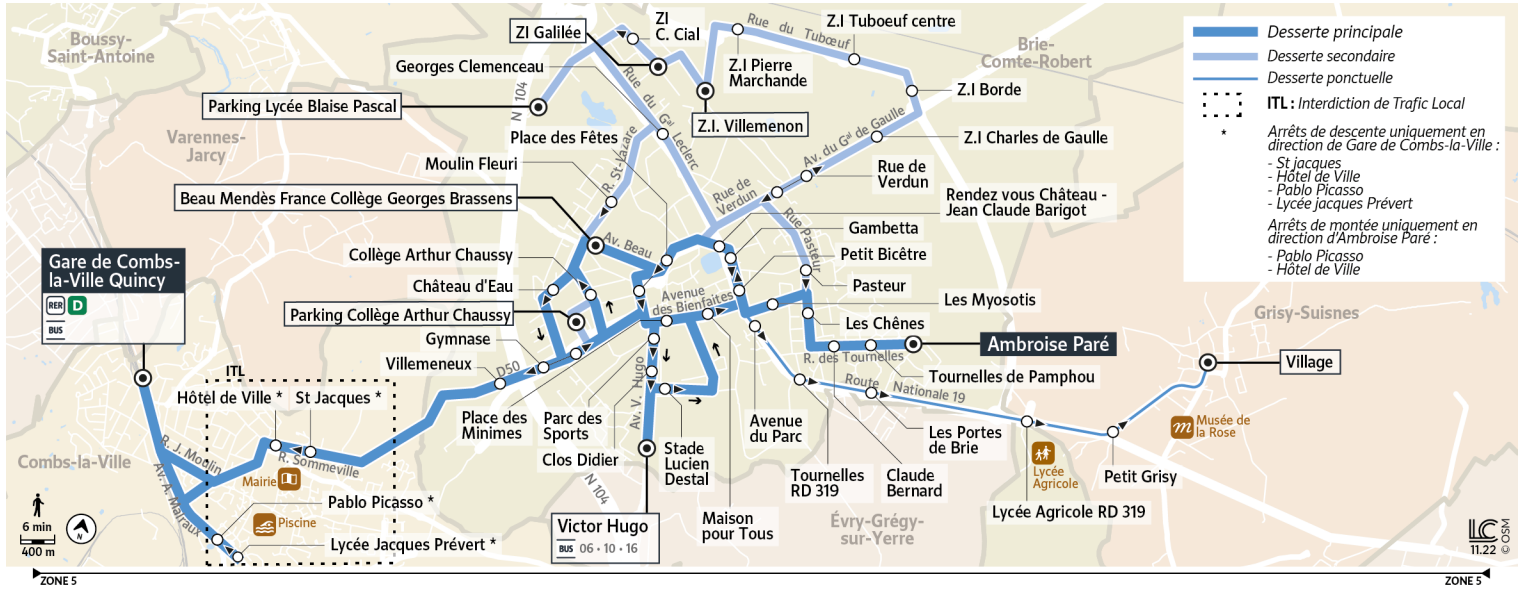 Boussy-
Saint-Antoine
ZI Galilée
ZI
C. Cial
Rue du Tubœuf
Z.I Tuboeuf centre
Brie-
Comte-Robert
Georges Clemenceau
Z.I Pierre
Marchande
Z.I Borde
N 104
Rue du Gal Leclerc
Parking Lycée Blaise Pascal
Z.I. Villemenon
Varennes-
Jarcy
Place des Fêtes
Av. du Gal de Gaulle
Z.I Charles de Gaulle
Moulin Fleuri
R. St-Lazare
Rue de
Verdun
Rue de
Verdun
Beau Mendès France Collège Georges Brassens
Rendez vous Château -
Jean Claude Barigot
Rue Pasteur
Gambetta
Collège Arthur Chaussy
Av. Beau
Petit Bicêtre
Château d'Eau
Avenue
des Bienfaites
Pasteur
Parking Collège Arthur Chaussy
Les Myosotis
Gymnase
Les Chênes
Grisy-Suisnes
Gare de Combs-
la-Ville Quincy
RER D
BUS
Ambroise Paré
Villemeneux
D50
Av. V. Hugo
R. des Tournelles
Tournelles de Pamphou
Village
ITL
Hôtel de Ville *
St Jacques *
Route Nationale 19
Place des
Minimes
Parc des
Sports
Clos Didier
Stade
Lucien
Destal
Avenue
du Parc
Les Portes
de Brie
Musée de
la Rose
R. J. Moulin
R. Sommeville
Combs-la-Ville
Av. A. Malraux
Mairie
N 104
Tournelles
RD 319
Claude
Bernard
Lycée
Agricole
Petit Grisy
Pablo Picasso *
Piscine
Lycée Jacques Prévert *
Victor Hugo
BUS 06 · 10 · 16
Maison
pour Tous
Évry-Grégy-
sur-Yerre
Lycée Agricole RD 319
6 min
400 m
N
LC
11.22
© OSM
ZONE 5
ZONE 5
Desserte principale
Desserte secondaire
Desserte ponctuelle
ITL : Interdiction de Trafic Local
* Arrêts de descente uniquement en
direction de Gare de Combs-la-Ville :
- St jacques
- Hôtel de Ville
- Pablo Picasso
- Lycée jacques Prévert
Arrêts de montée uniquement en
direction d'Ambroise Paré :
- Pablo Picasso
- Hôtel de Ville